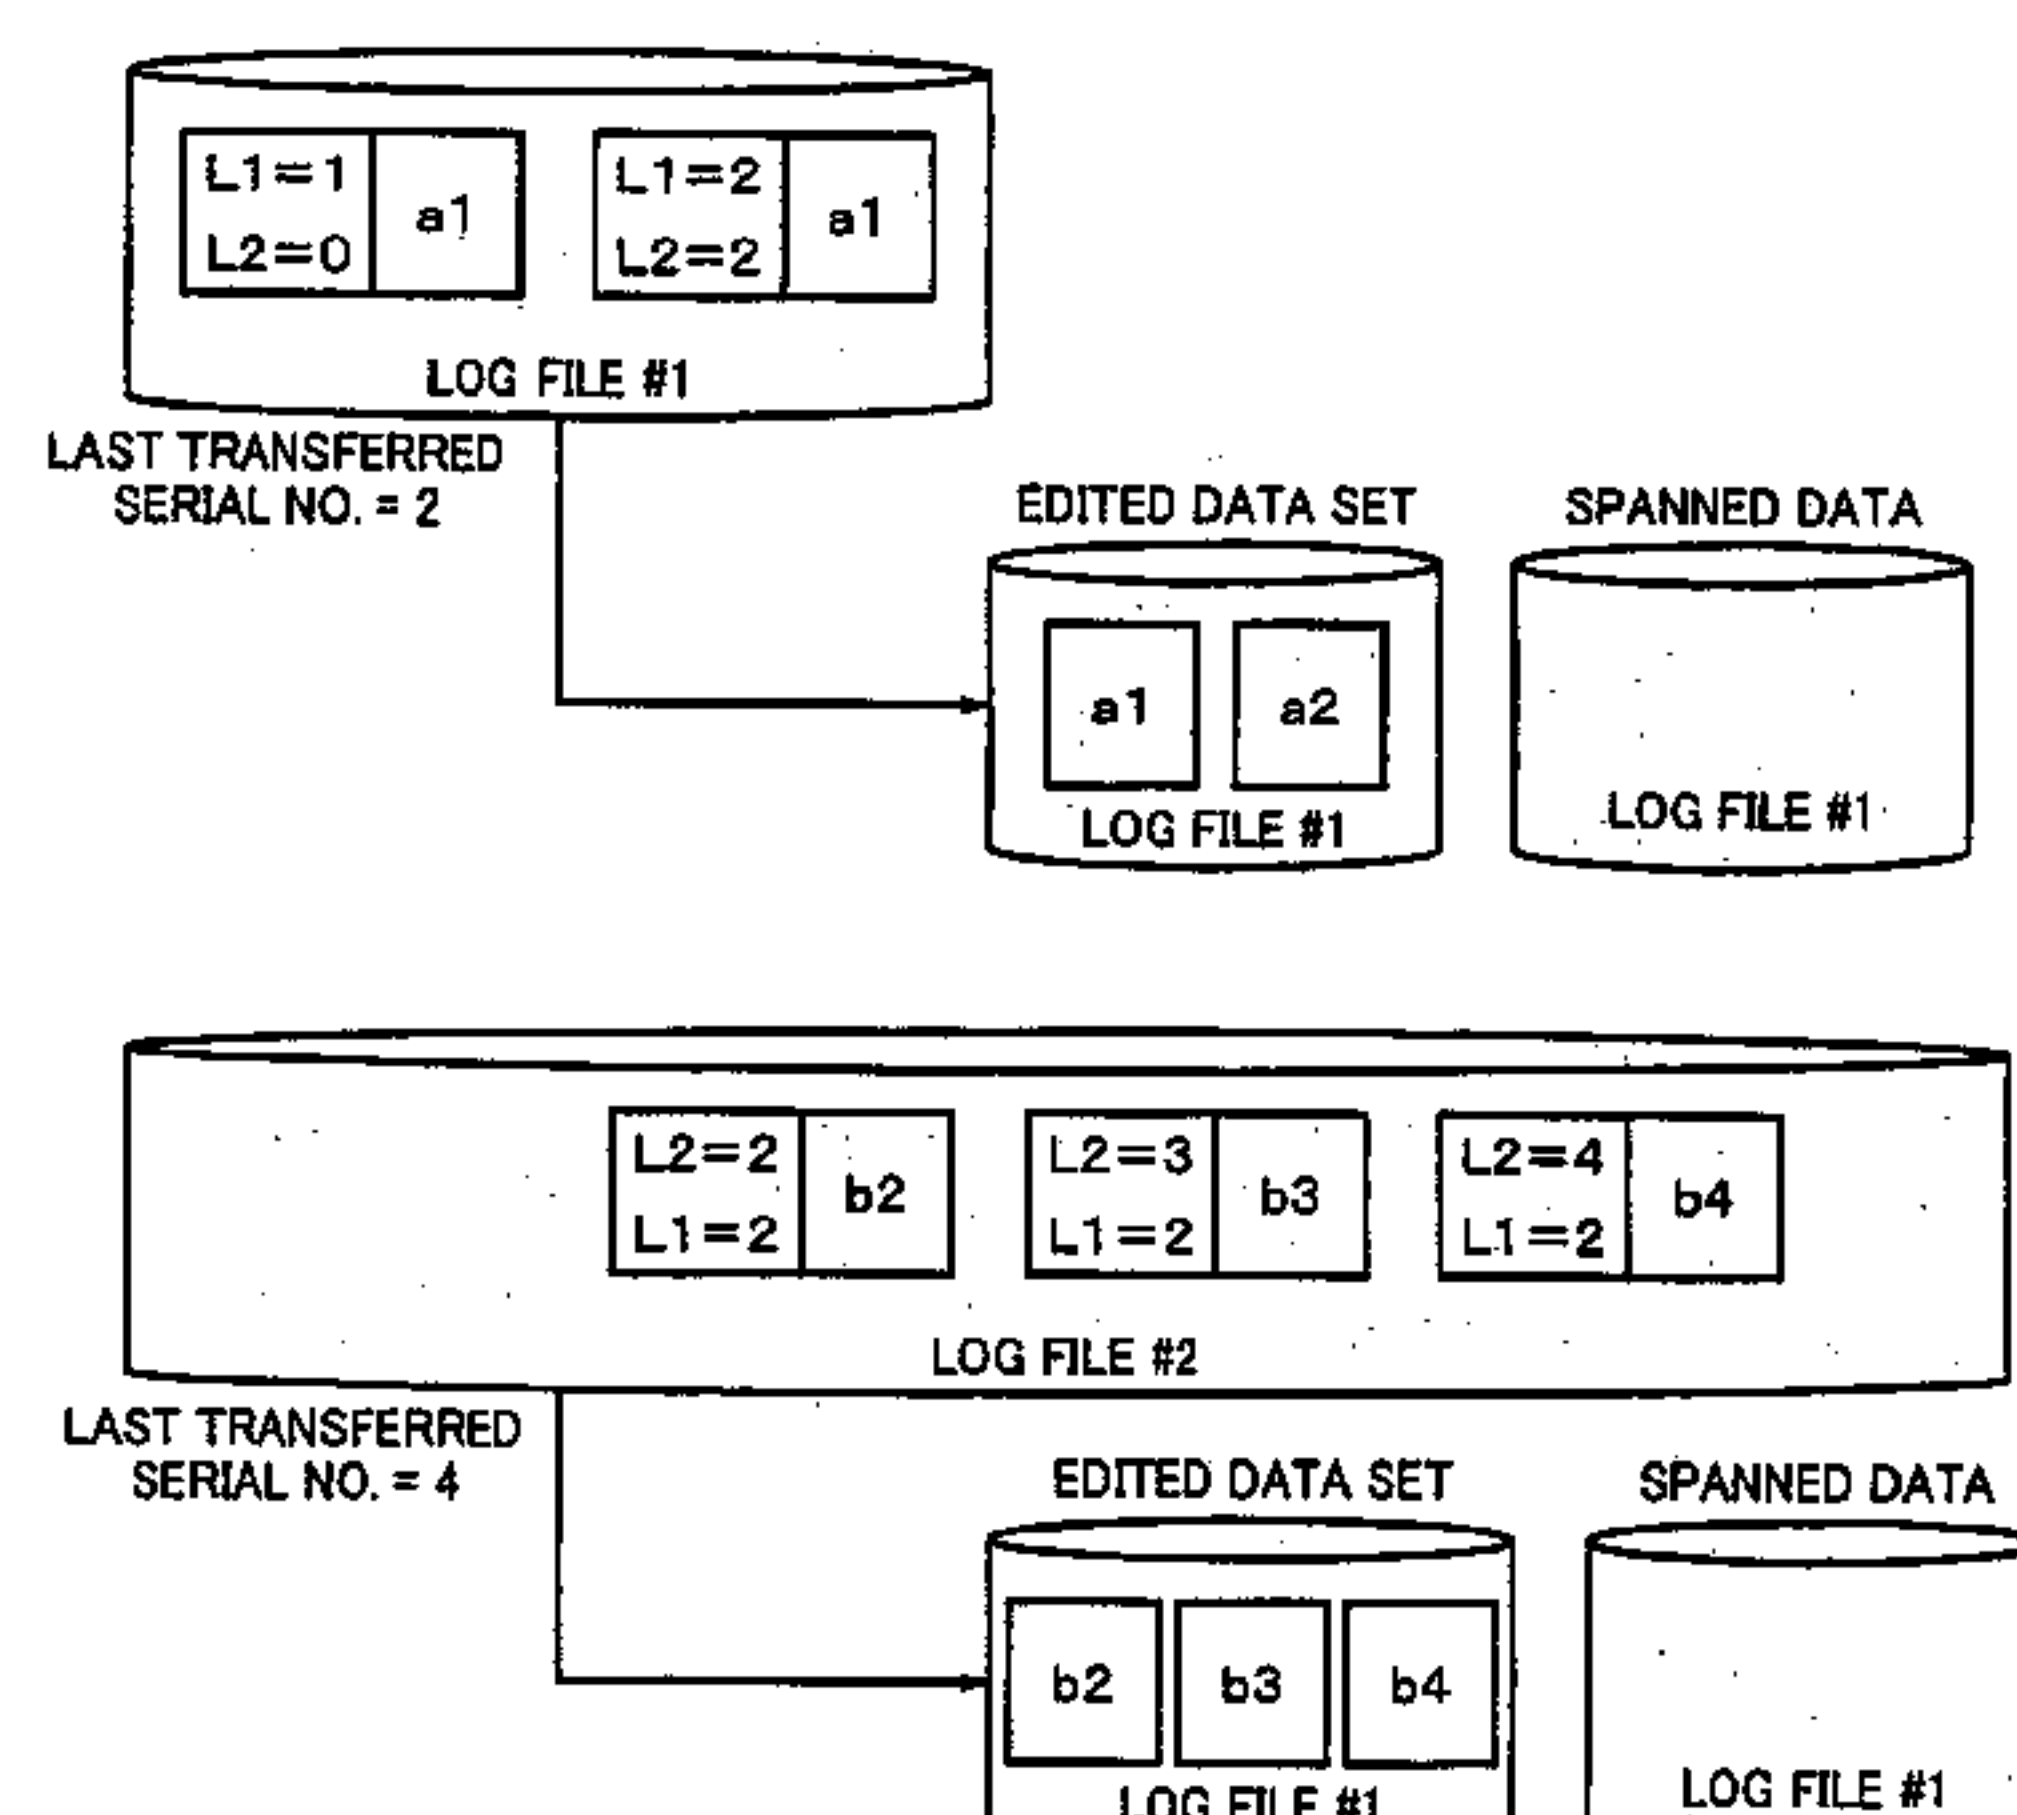 L1=1
L2=0
a1
L1=2
L2=2
a1
LOG FILE #1
LAST TRANSFERRED
SERIAL NO. = 2
EDITED DATA SET
SPANNED DATA
a1
a2
LOG FILE #1
LOG FILE #1
L2=2
L1=2
b2
L2=3
L1=2
b3
L2=4
L1=2
b4
LOG FILE #2
LAST TRANSFERRED
SERIAL NO. = 4
EDITED DATA SET
SPANNED DATA
b2
b3
b4
LOG FILE #1
LOG FILE #1